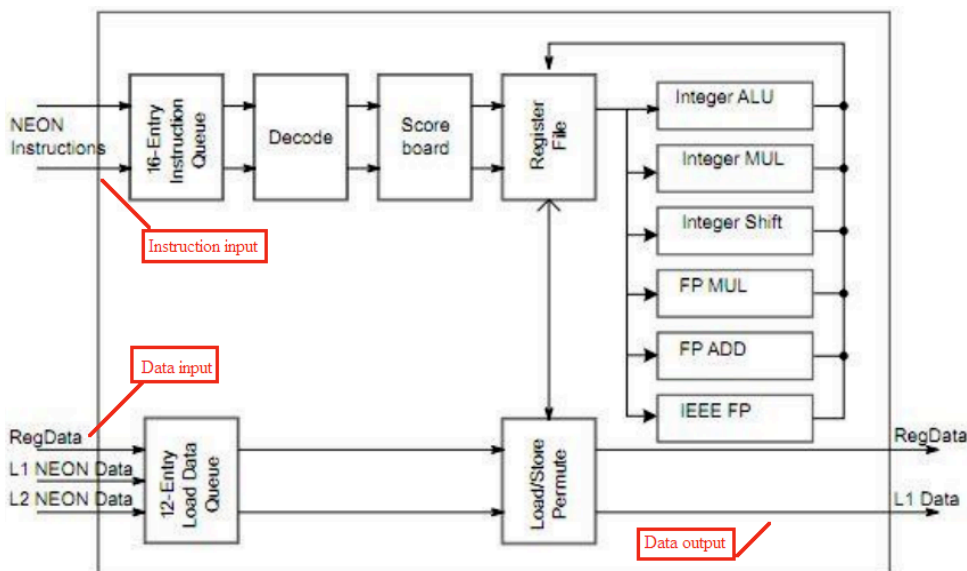 NEON
Instructions
16-Entry
Instruction
Queue
Decode
Score
board
Register
File
Integer ALU
Integer MUL
Integer Shift
FP MUL
FP ADD
IEEE FP
Instruction input
Data input
RegData
L1 NEON Data
L2 NEON Data
12-Entry
Load Data
Queue
Load/Store
Permute
RegData
L1 Data
Data output